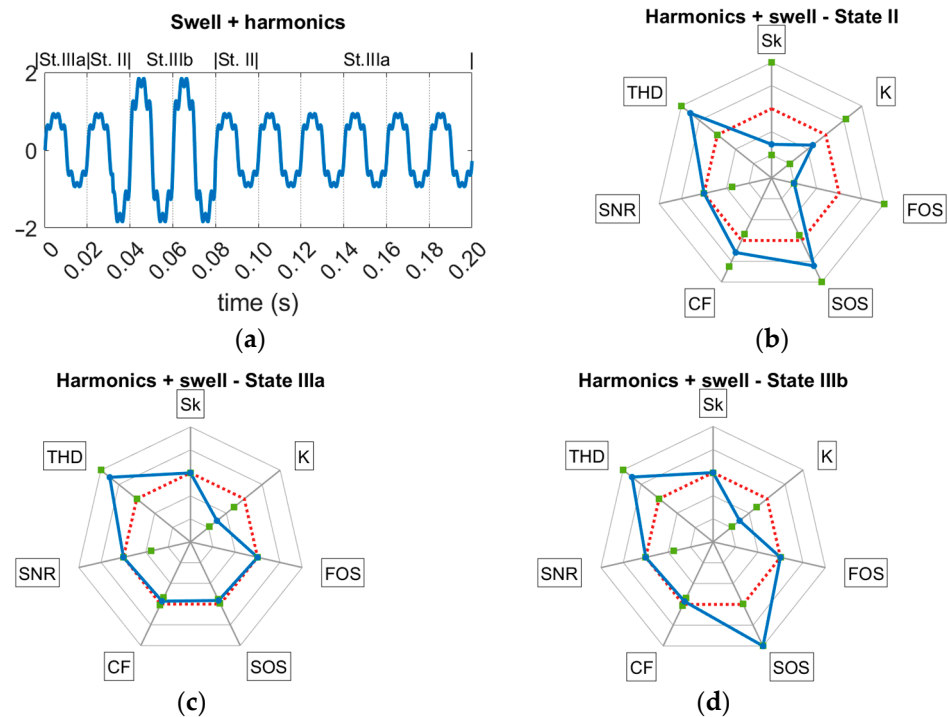 Swell + harmonics
|St.IIIa|St. II| St.IIIb |St. II| St.IIIa |
2
0
−2
0 0.02 0.04 0.06 0.08 0.10 0.12 0.14 0.16 0.18 0.20
time (s)
(a)
Harmonics + swell - State II
Sk
THD K
SNR FOS
CF SOS
(b)
Harmonics + swell - State IIIa
Sk
THD K
SNR FOS
CF SOS
(c)
Harmonics + swell - State IIIb
Sk
THD K
SNR FOS
CF SOS
(d)